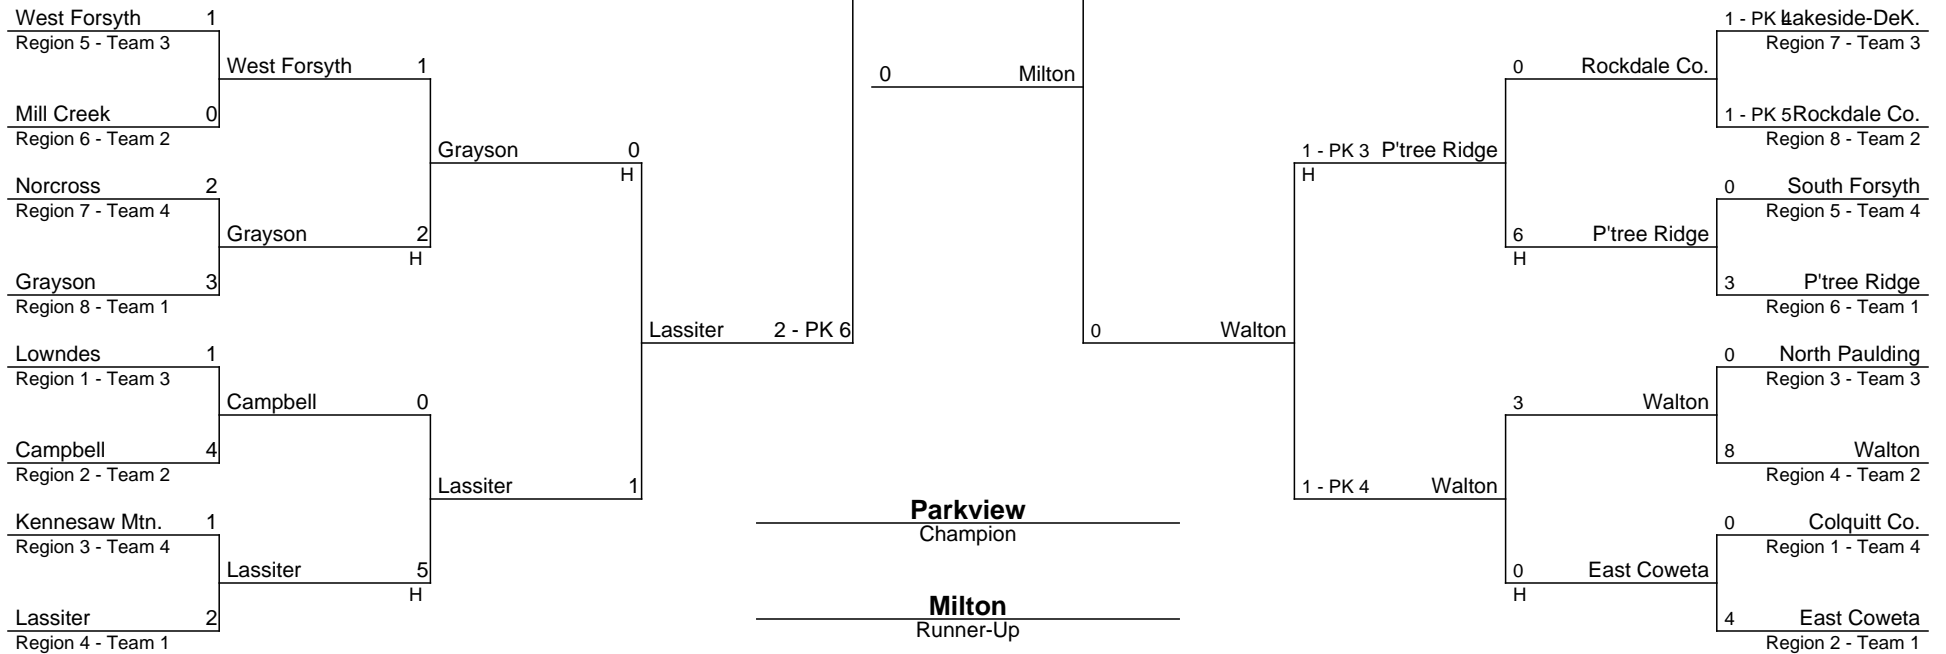 West Forsyth 1
Region 5 - Team 3
Mill Creek 0
Region 6 - Team 2
Norcross 2
Region 7 - Team 4
Grayson 3
Region 8 - Team 1
Lowndes 1
Region 1 - Team 3
Campbell 4
Region 2 - Team 2
Kennesaw Mtn. 1
Region 3 - Team 4
Lassiter 2
Region 4 - Team 1
West Forsyth 1
Grayson 2
H
Campbell 0
Lassiter 5
H
Grayson 0
H
Lassiter 1
Lassiter 2 - PK 6
0 Milton
Parkview
Champion
Milton
Runner-Up
0 Walton
1 - PK 3 P'tree Ridge
H
1 - PK 4 Walton
0 Rockdale Co.
6 P'tree Ridge
H
3 Walton
0 East Coweta
H
1 - PK 4 Lakeside-DeK.
Region 7 - Team 3
1 - PK 5 Rockdale Co.
Region 8 - Team 2
0 South Forsyth
Region 5 - Team 4
3 P'tree Ridge
Region 6 - Team 1
0 North Paulding
Region 3 - Team 3
8 Walton
Region 4 - Team 2
0 Colquitt Co.
Region 1 - Team 4
4 East Coweta
Region 2 - Team 1